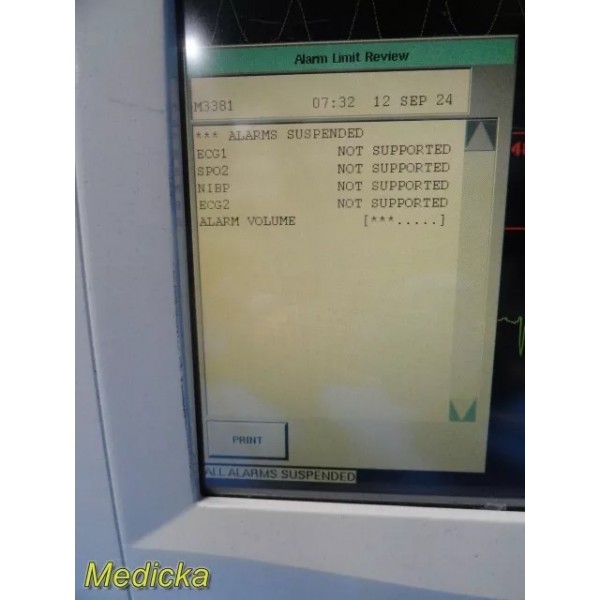 Alarm Limit Review
M3381 07:32 12 SEP 24
*** ALARMS SUSPENDED
ECG1 NOT SUPPORTED
SPO2 NOT SUPPORTED
NIBP NOT SUPPORTED
ECG2 NOT SUPPORTED
ALARM VOLUME [***.....]
PRINT
ALL ALARMS SUSPENDED
Medicka